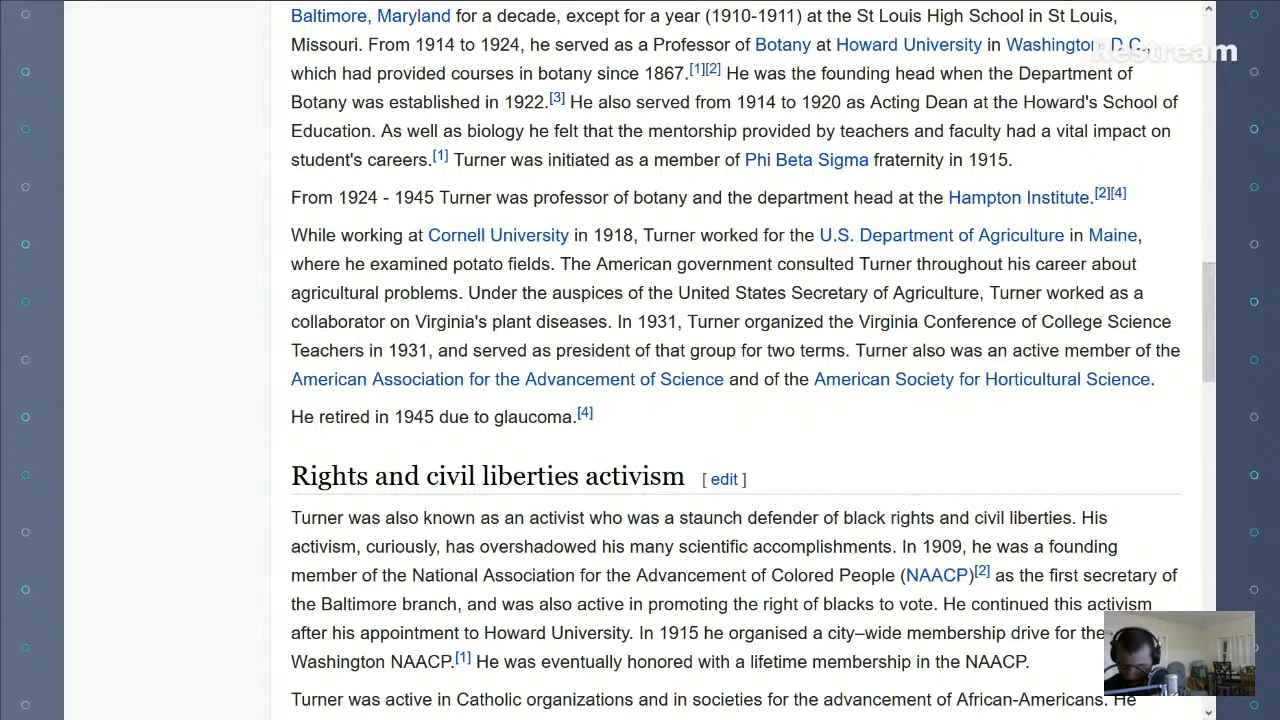 Baltimore, Maryland for a decade, except for a year (1910-1911) at the St Louis High School in St Louis,
Missouri. From 1914 to 1924, he served as a Professor of Botany at Howard University in Washington, D.C.,
Restream
which had provided courses in botany since 1867.[1][2] He was the founding head when the Department of
Botany was established in 1922.[3] He also served from 1914 to 1920 as Acting Dean at the Howard's School of
Education. As well as biology he felt that the mentorship provided by teachers and faculty had a vital impact on
student's careers.[1] Turner was initiated as a member of Phi Beta Sigma fraternity in 1915.
From 1924 - 1945 Turner was professor of botany and the department head at the Hampton Institute.[2][4]
While working at Cornell University in 1918, Turner worked for the U.S. Department of Agriculture in Maine,
where he examined potato fields. The American government consulted Turner throughout his career about
agricultural problems. Under the auspices of the United States Secretary of Agriculture, Turner worked as a
collaborator on Virginia's plant diseases. In 1931, Turner organized the Virginia Conference of College Science
Teachers in 1931, and served as president of that group for two terms. Turner also was an active member of the
American Association for the Advancement of Science and of the American Society for Horticultural Science.
He retired in 1945 due to glaucoma.[4]
Rights and civil liberties activism [ edit ]
Turner was also known as an activist who was a staunch defender of black rights and civil liberties. His
activism, curiously, has overshadowed his many scientific accomplishments. In 1909, he was a founding
member of the National Association for the Advancement of Colored People (NAACP)[2] as the first secretary of
the Baltimore branch, and was also active in promoting the right of blacks to vote. He continued this activism
after his appointment to Howard University. In 1915 he organised a city–wide membership drive for the
Washington NAACP.[1] He was eventually honored with a lifetime membership in the NAACP.
Turner was active in Catholic organizations and in societies for the advancement of African-Americans. He